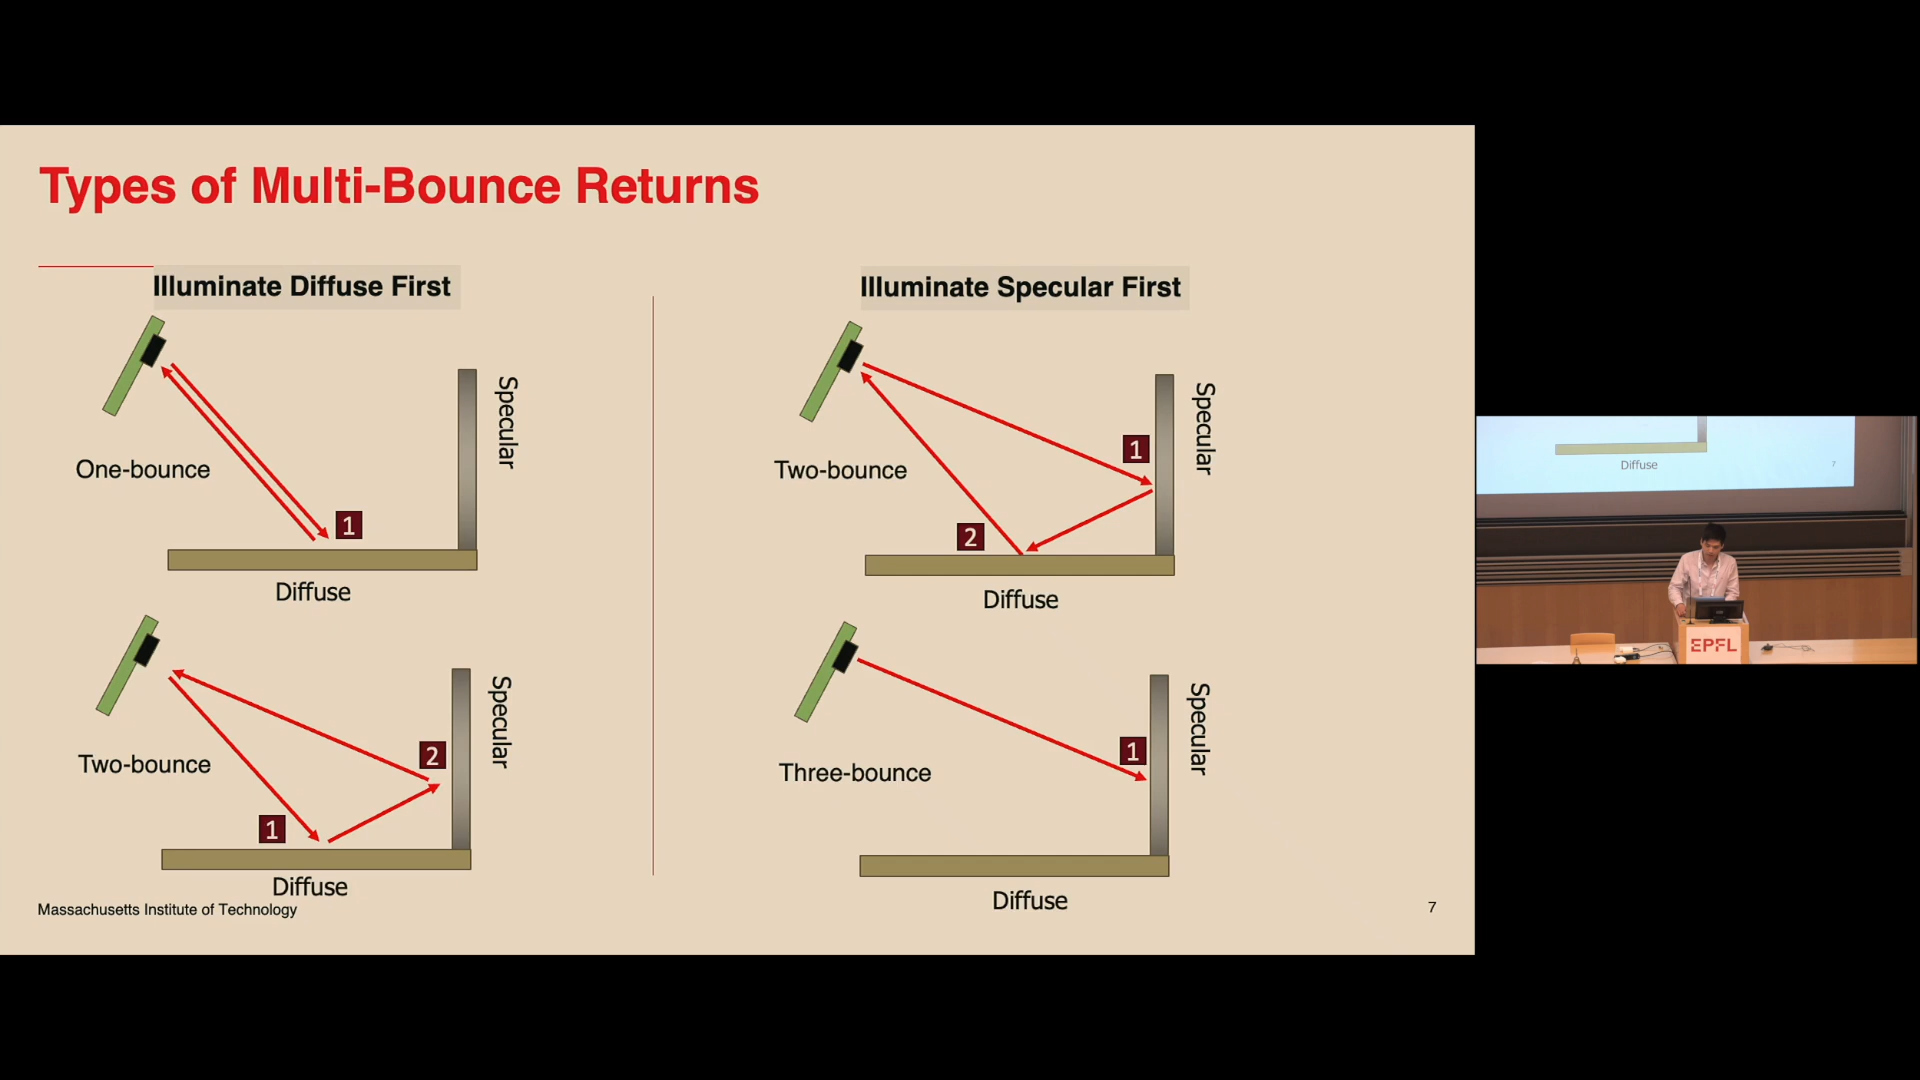 Types of Multi-Bounce Returns
Illuminate Diffuse First
Illuminate Specular First
Specular
One-bounce
1
Diffuse
Specular
Two-bounce
1
2
Diffuse
Specular
Two-bounce
2
1
Diffuse
Specular
Three-bounce
1
Diffuse
Massachusetts Institute of Technology
7
Diffuse
7
EPFL